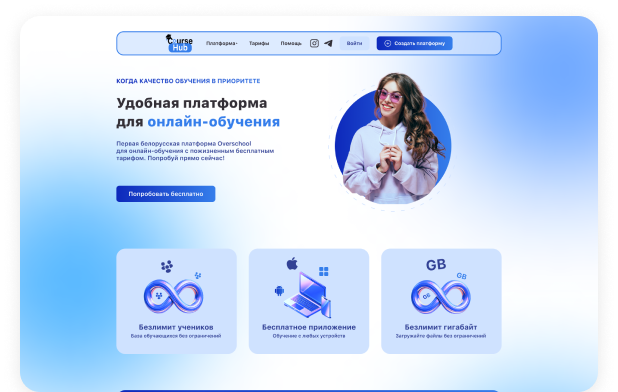 Course
Hub
Платформа
Тарифы
Помощь
Войти
Создать платформу
КОГДА КАЧЕСТВО ОБУЧЕНИЯ В ПРИОРИТЕТЕ
Удобная платформа
для онлайн-обучения
Первая белорусская платформа Overschool
для онлайн-обучения с пожизненным бесплатным
тарифом. Попробуй прямо сейчас!
Попробовать бесплатно
GB
GB
GB
Безлимит учеников
База обучающихся без ограничений
Бесплатное приложение
Обучение с любых устройств
Безлимит гигабайт
Загружайте файлы без ограничений